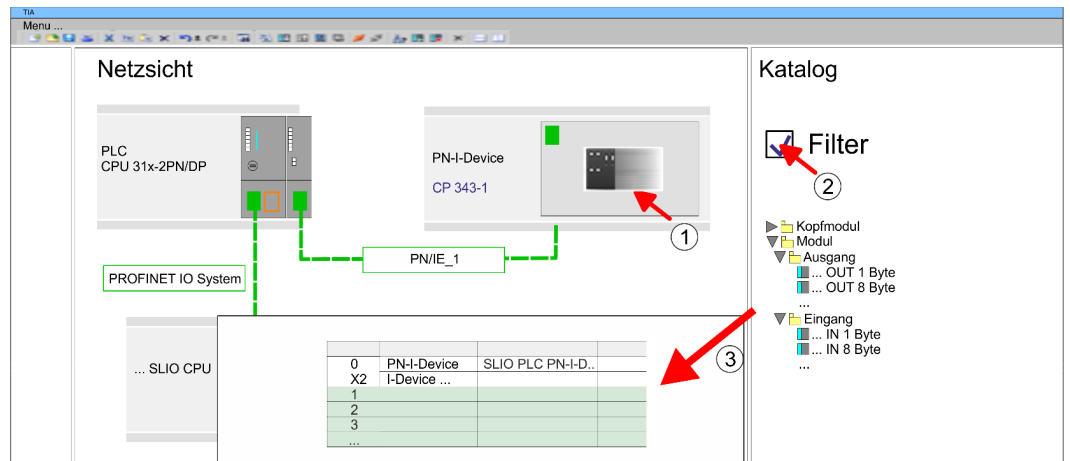 TIA
Menu ...
Netzsicht
PLC
CPU 31x-2PN/DP
PN-I-Device
CP 343-1
1
PN/IE_1
PROFINET IO System
... SLIO CPU
0 PN-I-Device SLIO PLC PN-I-D..
X2 I-Device ...
1
2
3
...
3
Katalog
Filter
2
Kopfmodul
Modul
Ausgang
... OUT 1 Byte
... OUT 8 Byte
...
Eingang
... IN 1 Byte
... IN 8 Byte
...